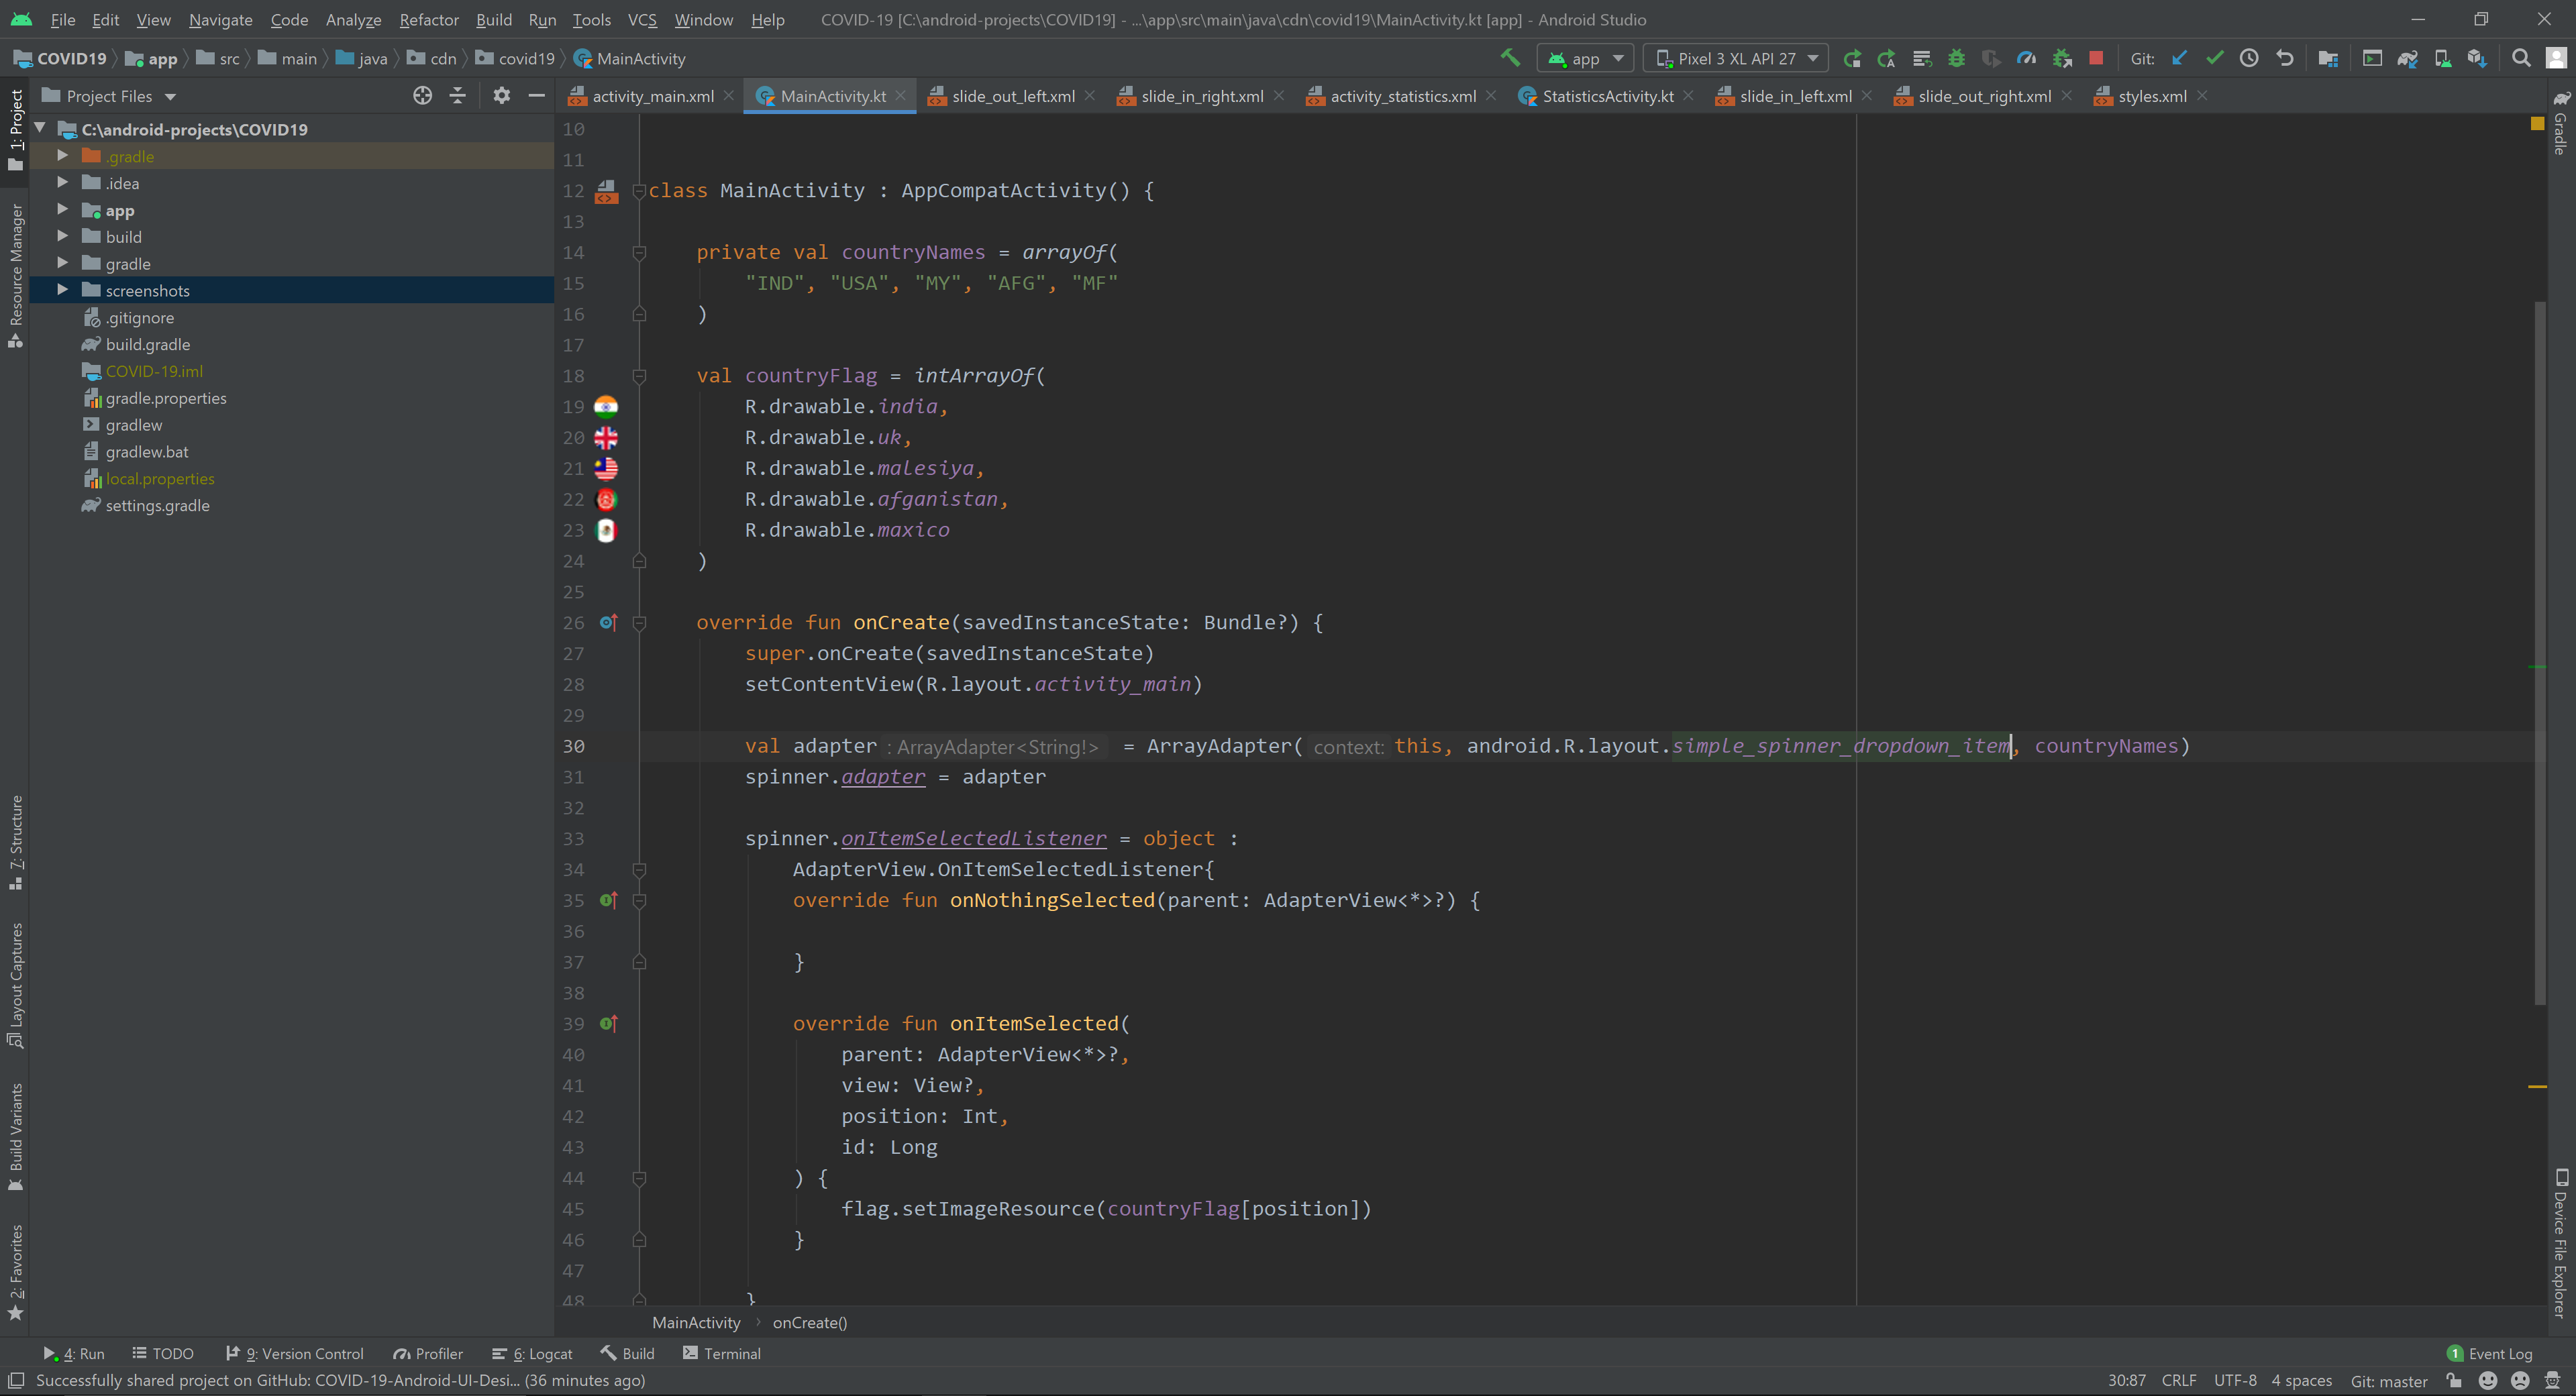 File Edit View Navigate Code Analyze Refactor Build Run Tools VCS Window Help COVID-19 [C:\android-projects\COVID19] - ...\app\src\main\java\cdn\covid19\MainActivity.kt [app] - Android Studio
COVID19 app src main java cdn covid19 MainActivity app Pixel 3 XL API 27 Git:
Project Files
activity_main.xml MainActivity.kt slide_out_left.xml slide_in_right.xml activity_statistics.xml StatisticsActivity.kt slide_in_left.xml slide_out_right.xml styles.xml
1: Project
Resource Manager
7: Structure
Layout Captures
Build Variants
2: Favorites
C:\android-projects\COVID19
.gradle
.idea
app
build
gradle
screenshots
.gitignore
build.gradle
COVID-19.iml
gradle.properties
gradlew
gradlew.bat
local.properties
settings.gradle
10
11
12 class MainActivity : AppCompatActivity() {
13
14 private val countryNames = arrayOf(
15 "IND", "USA", "MY", "AFG", "MF"
16 )
17
18 val countryFlag = intArrayOf(
19 R.drawable.india,
20 R.drawable.uk,
21 R.drawable.malesiya,
22 R.drawable.afganistan,
23 R.drawable.maxico
24 )
25
26 override fun onCreate(savedInstanceState: Bundle?) {
27 super.onCreate(savedInstanceState)
28 setContentView(R.layout.activity_main)
29
30 val adapter : ArrayAdapter<String!> = ArrayAdapter( context: this, android.R.layout.simple_spinner_dropdown_item, countryNames)
31 spinner.adapter = adapter
32
33 spinner.onItemSelectedListener = object :
34 AdapterView.OnItemSelectedListener{
35 override fun onNothingSelected(parent: AdapterView<*>?) {
36
37 }
38
39 override fun onItemSelected(
40 parent: AdapterView<*>?,
41 view: View?,
42 position: Int,
43 id: Long
44 ) {
45 flag.setImageResource(countryFlag[position])
46 }
47
48 }
Gradle
Device File Explorer
MainActivity onCreate()
4: Run TODO 9: Version Control Profiler 6: Logcat Build Terminal 1 Event Log
Successfully shared project on GitHub: COVID-19-Android-UI-Desi... (36 minutes ago) 30:87 CRLF UTF-8 4 spaces Git: master